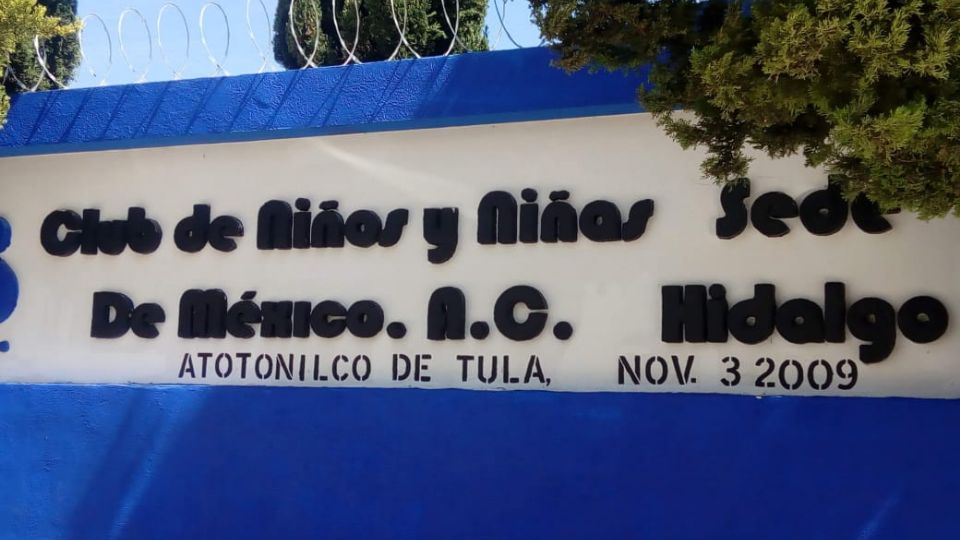 Club de Niños y Niñas Sede
De México. A.C. Hidalgo
ATOTONILCO DE TULA, NOV. 3 2009